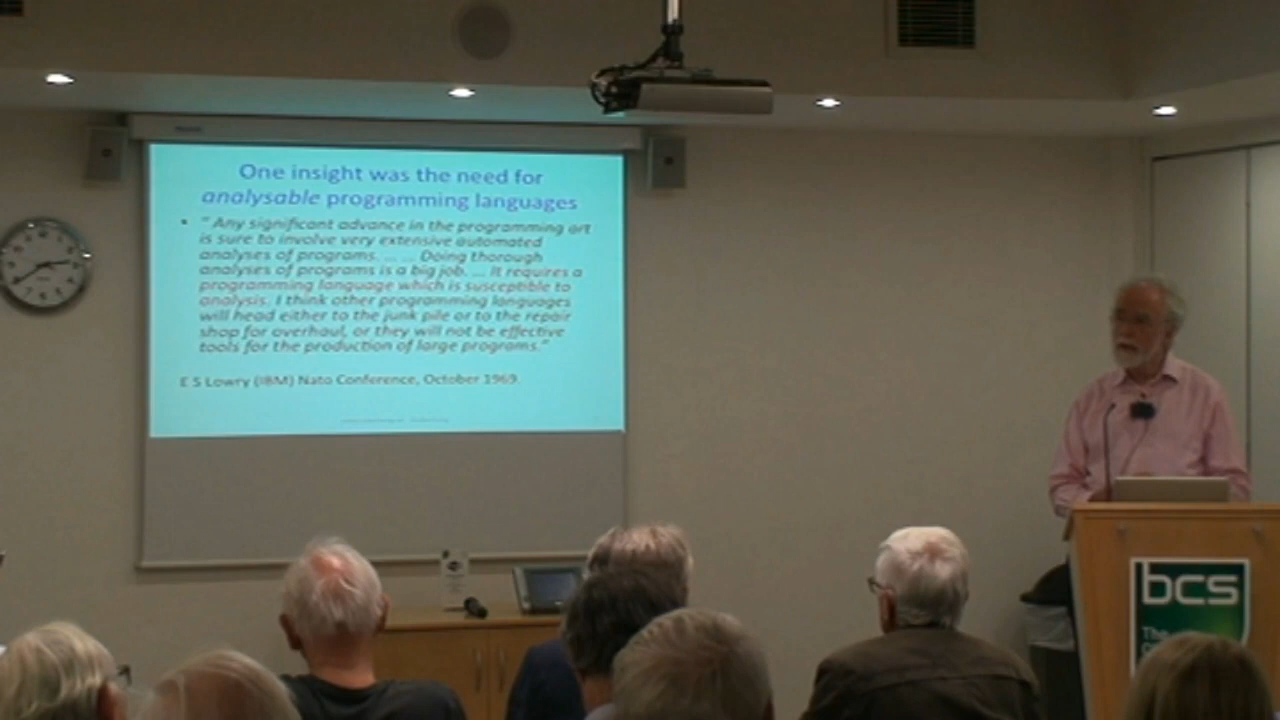 One insight was the need for
analysable programming languages
• " Any significant advance in the programming art
is sure to involve very extensive automated
analyses of programs. ... ... Doing thorough
analyses of programs is a big job. ... It requires a
programming language which is susceptible to
analysis. I think other programming languages
will head either to the junk pile or to the repair
shop for overhaul, or they will not be effective
tools for the production of large programs."
E S Lowry (IBM) Nato Conference, October 1969.
bcs
The